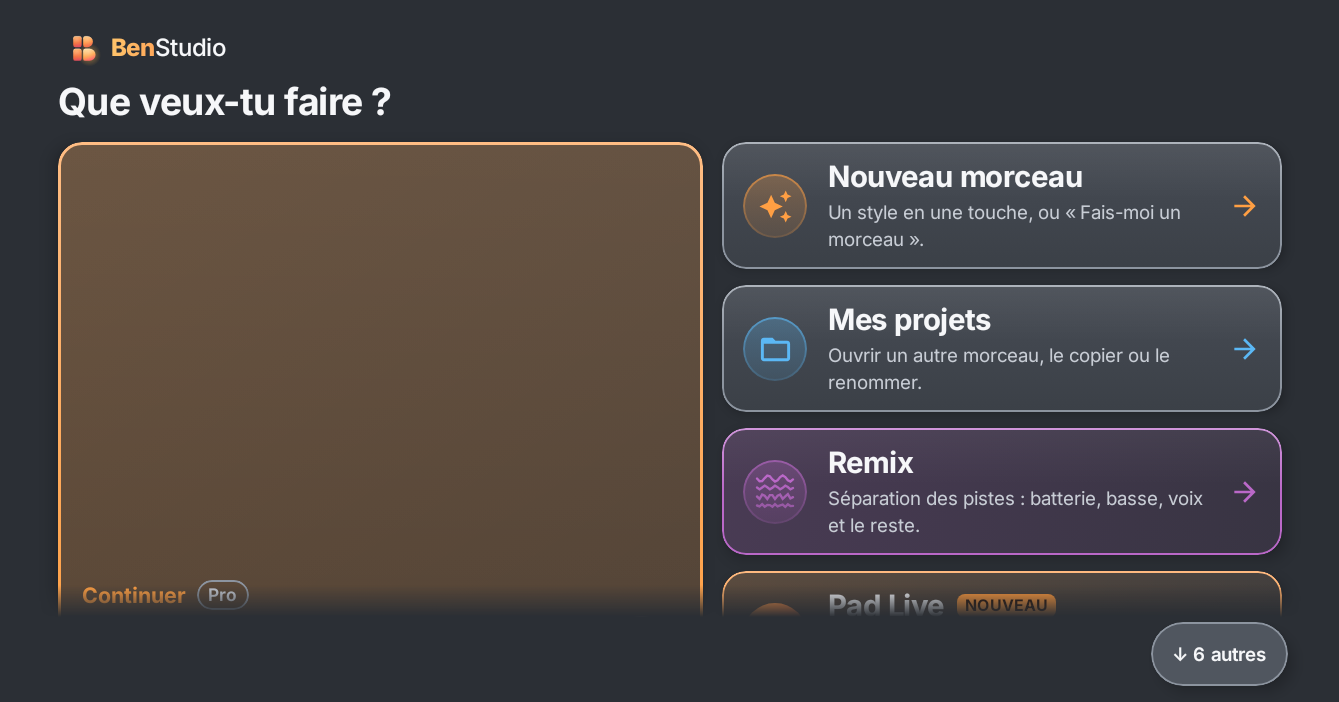 BenStudio
Que veux-tu faire ?
Continuer Pro
Nouveau morceau
Un style en une touche, ou « Fais-moi un
morceau ».
Mes projets
Ouvrir un autre morceau, le copier ou le
renommer.
Remix
Séparation des pistes : batterie, basse, voix
et le reste.
Pad Live NOUVEAU
↓ 6 autres